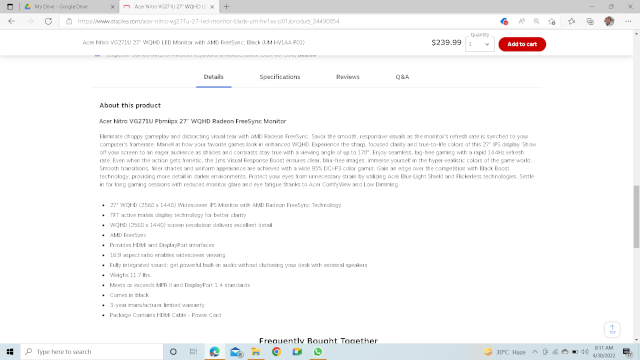 My Drive - Google Drive
Acer Nitro VG271U 27" WQHD LED
https://www.staples.com/acer-nitro-vg271u-27-led-monitor-black-um-hv1aa-p01/product_24490854
Acer Nitro VG271U 27" WQHD LED Monitor with AMD FreeSync, Black (UM.HV1AA.P01)
$239.99
Quantity
1
Add to cart
Details
Specifications
Reviews
Q&A
About this product
Acer Nitro VG271U Pbmiipx 27" WQHD Radeon FreeSync Monitor
Eliminate choppy gameplay and distracting visual tear with AMD Radeon FreeSync. Savor the smooth, responsive visuals as the monitor's refresh rate is synched to your
computer's framerate. Marvel at how your favorite games look in enhanced WQHD. Experience the sharp, focused clarity and true-to-life colors of this 27" IPS display. Show
off your screen to an eager audience as shades and contrasts stay true with a viewing angle of up to 178°. Enjoy seamless, lag-free gaming with a rapid 144Hz refresh
rate. Even when the action gets frenetic, the 1ms Visual Response Boost ensures clear, blur-free images. Immerse yourself in the hyper-realistic colors of the game world.
Smooth transitions, finer shades and uniform appearance are achieved with a wide 95% DCI-P3 color gamut. Gain an edge over the competition with Black Boost
technology, providing more detail in darker environments. Protect your eyes from unnecessary strain by utilizing Acer Blue Light Shield and Flickerless technologies. Settle
in for long gaming sessions with reduced monitor glare and eye fatigue thanks to Acer ComfyView and Low Dimming.
27" WQHD (2560 x 1440) Widescreen IPS Monitor with AMD Radeon FreeSync Technology
TFT active matrix display technology for better clarity
WQHD (2560 x 1440) screen resolution delivers excellent detail
AMD FreeSync
Provides HDMI and DisplayPort interfaces
16:9 aspect ratio enables widescreen viewing
Fully integrated sound; get powerful built-in audio without cluttering your desk with external speakers
Weighs 11.7 lbs.
Meets or exceeds MPR II and DisplayPort 1.4 standards
Comes in black
3-year manufacturer limited warranty
Package Contains HDMI Cable - Power Cord
Frequently Bought Together
Type here to search
30°C Haze
8:11 AM
4/30/2022